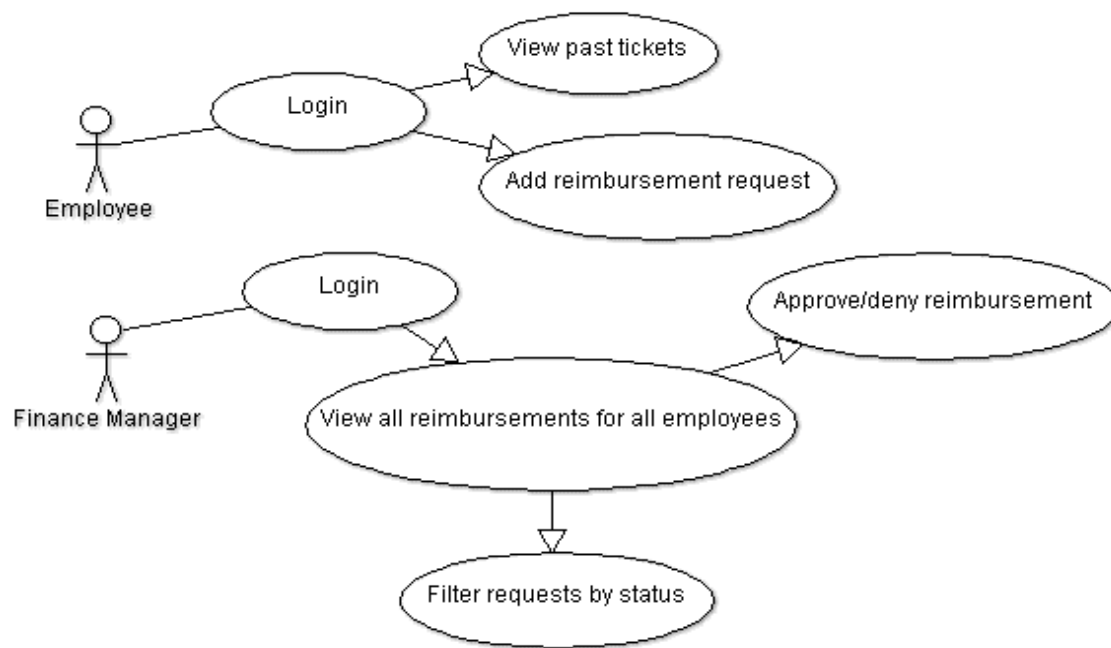 View past tickets
Login
Employee
Add reimbursement request
Login
Approve/deny reimbursement
Finance Manager
View all reimbursements for all employees
Filter requests by status